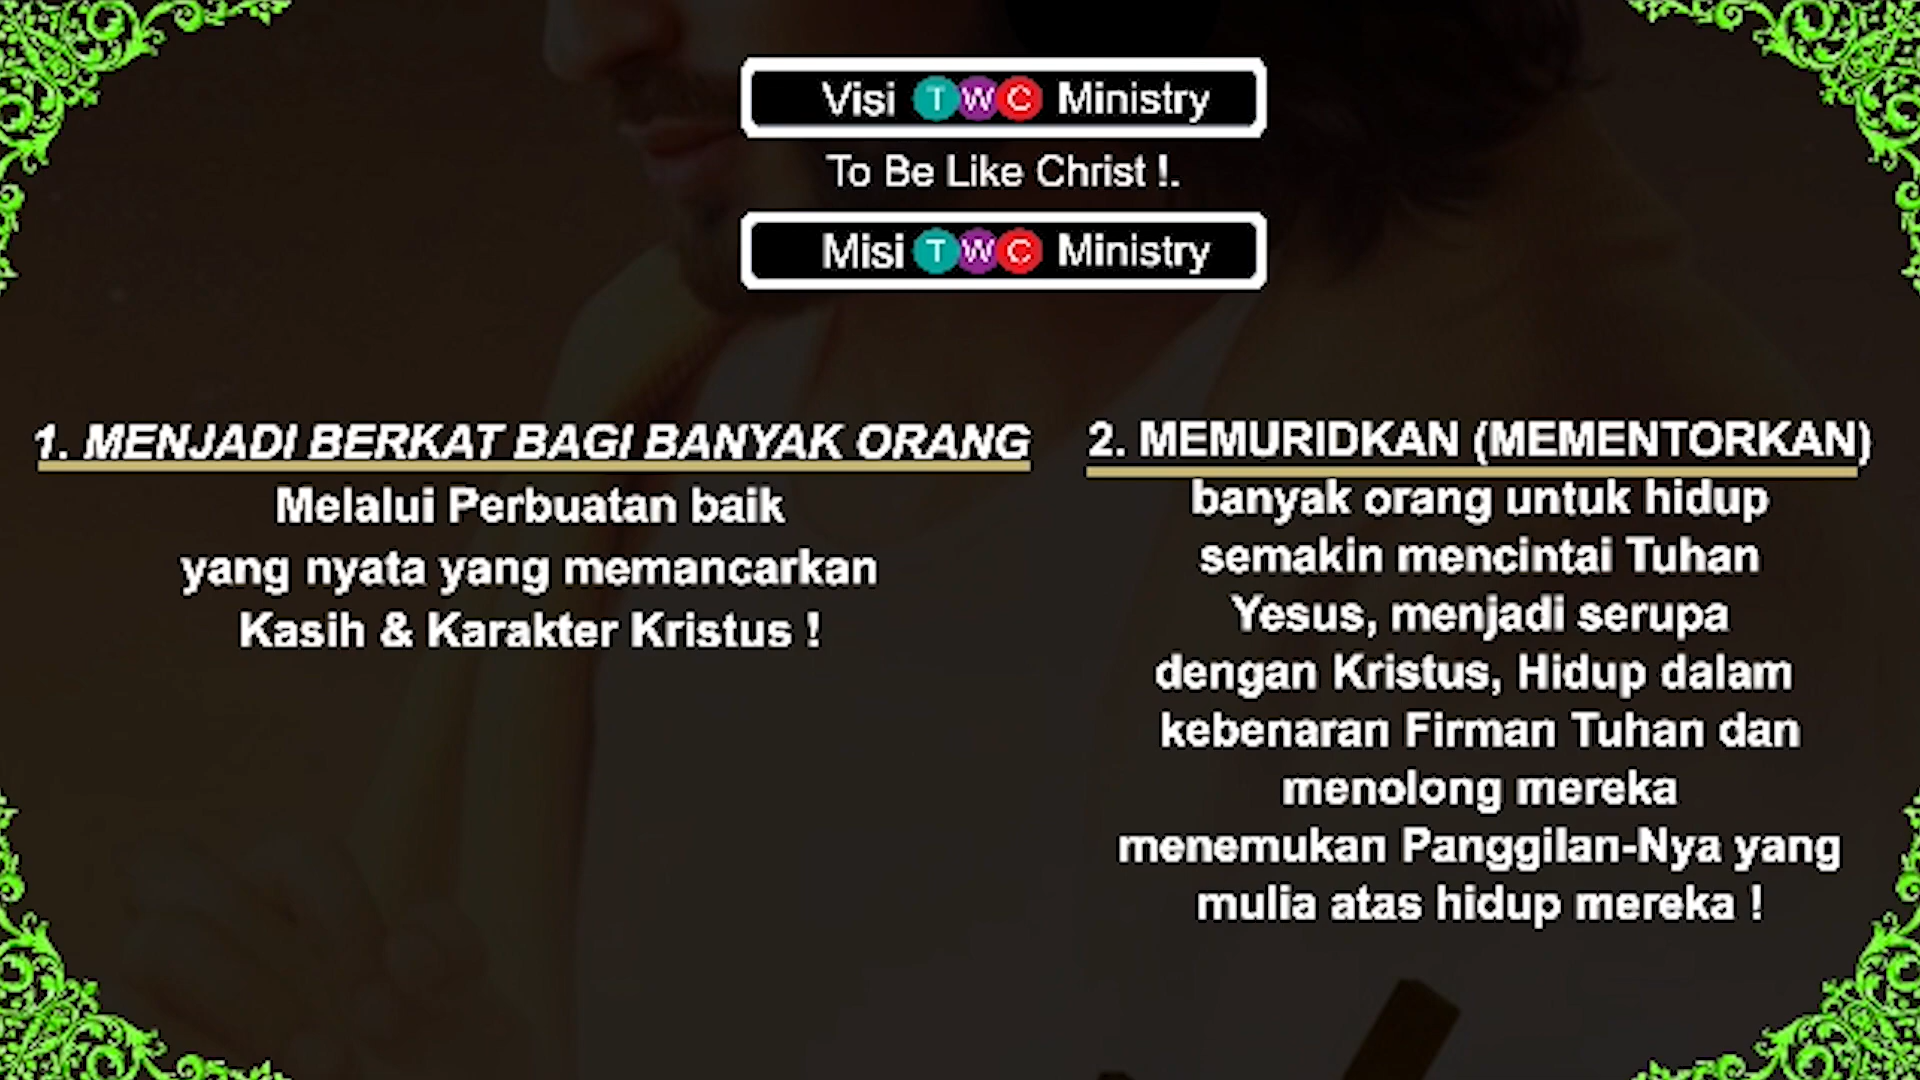 Visi TWC Ministry
To Be Like Christ !.
Misi TWC Ministry
1. MENJADI BERKAT BAGI BANYAK ORANG
Melalui Perbuatan baik
yang nyata yang memancarkan
Kasih & Karakter Kristus !
2. MEMURIDKAN (MEMENTORKAN)
banyak orang untuk hidup
semakin mencintai Tuhan
Yesus, menjadi serupa
dengan Kristus, Hidup dalam
kebenaran Firman Tuhan dan
menolong mereka
menemukan Panggilan-Nya yang
mulia atas hidup mereka !